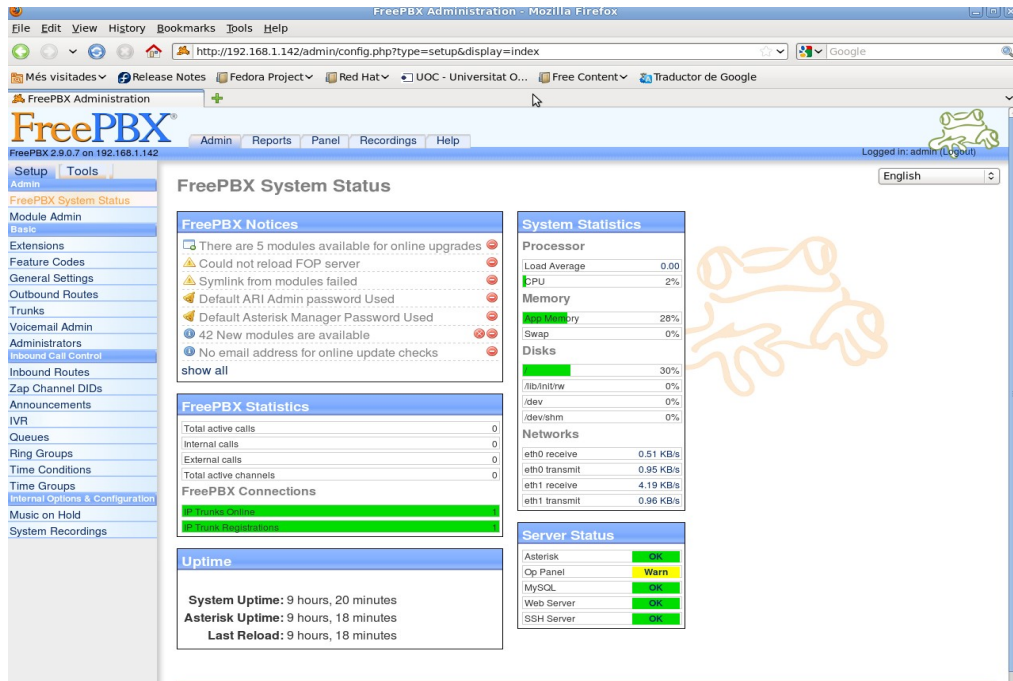 FreePBX Administration - Mozilla Firefox
File Edit View History Bookmarks Tools Help
http://192.168.1.142/admin/config.php?type=setup&display=index
Google
Més visitades Release Notes Fedora Project Red Hat UOC - Universitat O... Free Content Traductor de Google
FreePBX Administration
FreePBX®
Admin Reports Panel Recordings Help
FreePBX 2.9.0.7 on 192.168.1.142
Logged in: admin (Logout)
Setup Tools
English
Admin
FreePBX System Status
Module Admin
Basic
Extensions
Feature Codes
General Settings
Outbound Routes
Trunks
Voicemail Admin
Administrators
Inbound Call Control
Inbound Routes
Zap Channel DIDs
Announcements
IVR
Queues
Ring Groups
Time Conditions
Time Groups
Internal Options & Configuration
Music on Hold
System Recordings
FreePBX System Status
FreePBX Notices
There are 5 modules available for online upgrades
Could not reload FOP server
Symlink from modules failed
Default ARI Admin password Used
Default Asterisk Manager Password Used
42 New modules are available
No email address for online update checks
show all
FreePBX Statistics
Total active calls 0
Internal calls 0
External calls 0
Total active channels 0
FreePBX Connections
IP Trunks Online 1
IP Trunk Registrations 1
Uptime
System Uptime: 9 hours, 20 minutes
Asterisk Uptime: 9 hours, 18 minutes
Last Reload: 9 hours, 18 minutes
System Statistics
Processor
Load Average 0.00
CPU 2%
Memory
App Memory 28%
Swap 0%
Disks
/ 30%
/lib/init/rw 0%
/dev 0%
/dev/shm 0%
Networks
eth0 receive 0.51 KB/s
eth0 transmit 0.95 KB/s
eth1 receive 4.19 KB/s
eth1 transmit 0.96 KB/s
Server Status
Asterisk OK
Op Panel Warn
MySQL OK
Web Server OK
SSH Server OK